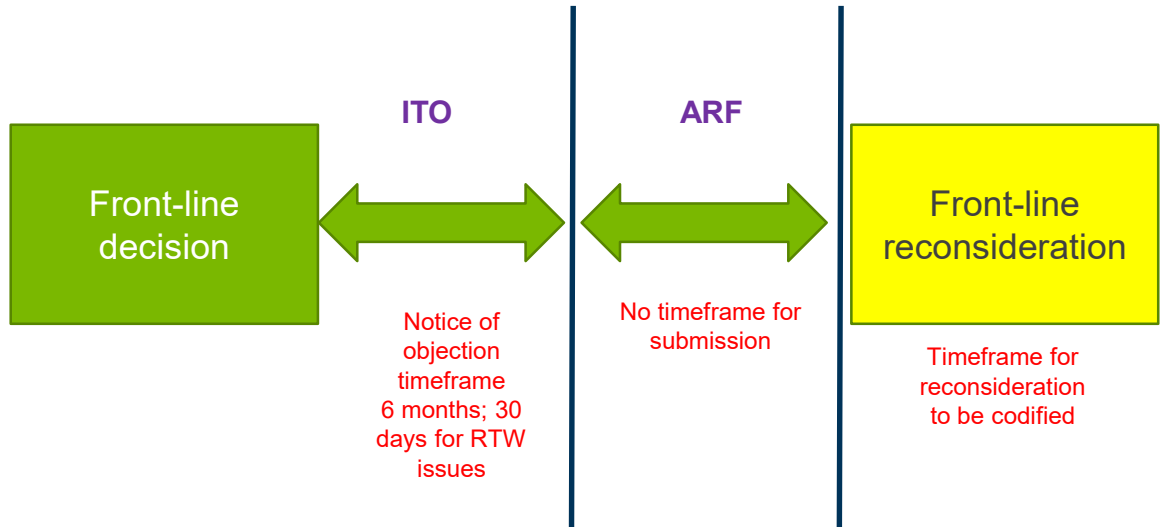 ITO
ARF
Front-line
decision
Front-line
reconsideration
Notice of
objection
timeframe
6 months; 30
days for RTW
issues
No timeframe for
submission
Timeframe for
reconsideration
to be codified